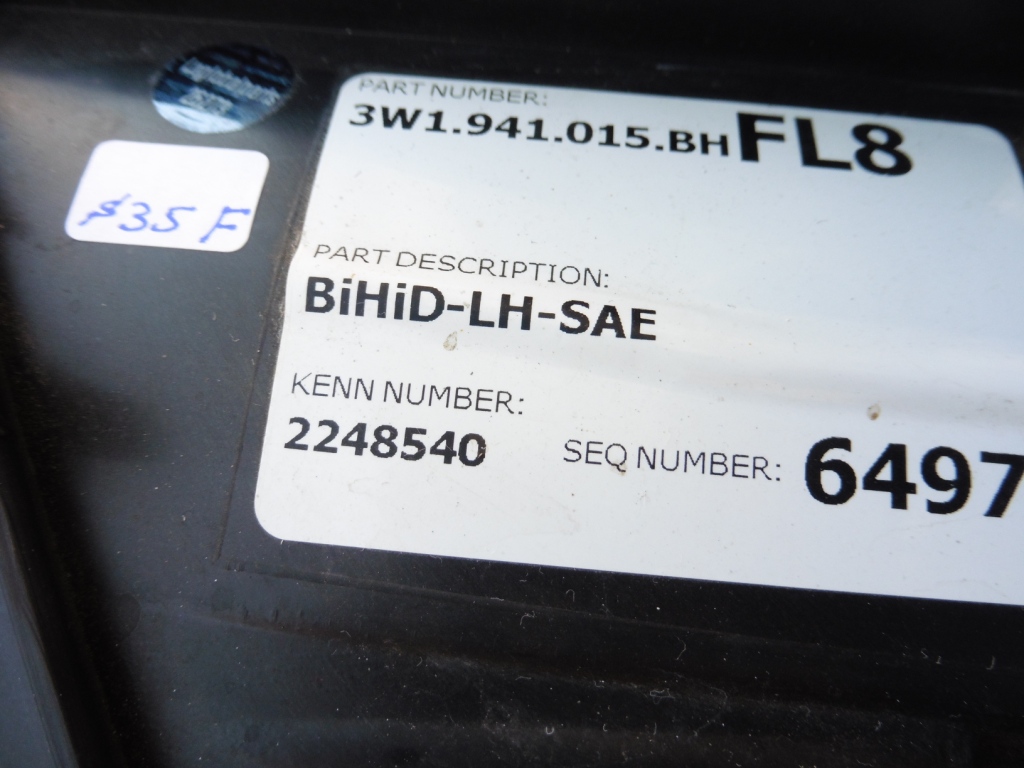 PART NUMBER:
3W1.941.015.BH FL8
$35 F
PART DESCRIPTION:
BiHiD-LH-SAE
KENN NUMBER:
2248540
SEQ NUMBER: 6497